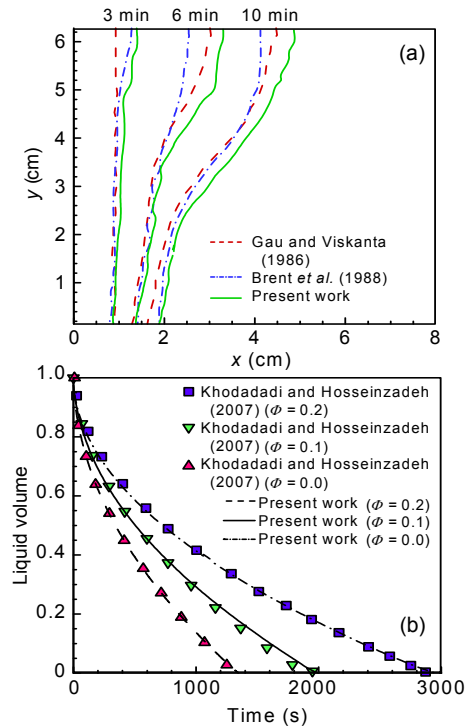 3 min 6 min 10 min
(a)
6
5
4
3
2
1
y (cm)
Gau and Viskanta
(1986)
Brent et al. (1988)
Present work
0 2 4 6 8
x (cm)
1.0
0.8
0.6
0.4
0.2
0
Liquid volume
Khodadadi and Hosseinzadeh
(2007) (Φ = 0.2)
Khodadadi and Hosseinzadeh
(2007) (Φ = 0.1)
Khodadadi and Hosseinzadeh
(2007) (Φ = 0.0)
Present work (Φ = 0.2)
Present work (Φ = 0.1)
Present work (Φ = 0.0)
(b)
0 1000 2000 3000
Time (s)